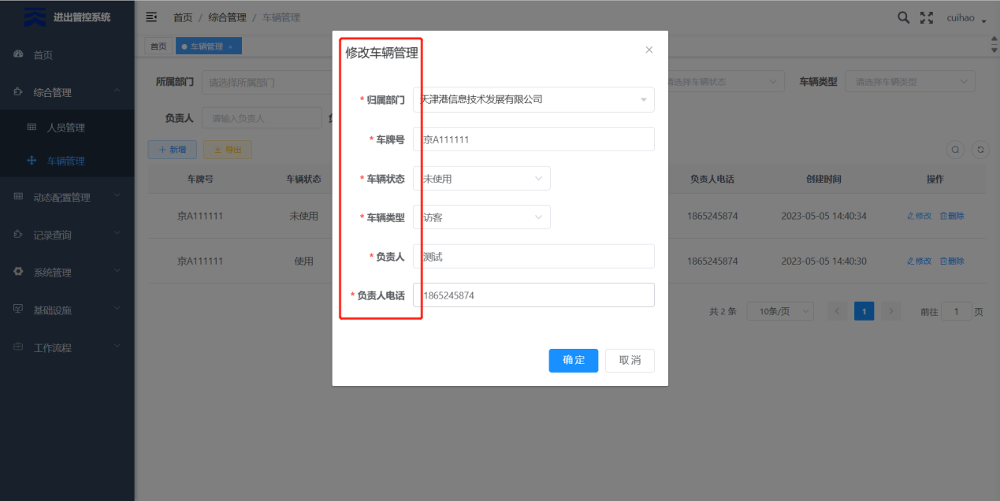 进出管控系统
首页 / 综合管理 / 车辆管理
cuihao
首页
车辆管理 ×
首页
综合管理
人员管理
车辆管理
动态配置管理
记录查询
系统管理
基础设施
工作流程
所属部门 请选择所属部门
请选择车辆状态
车辆类型 请选择车辆类型
负责人 请输入负责人
+ 新增
导出
车牌号 车辆状态 负责人电话 创建时间 操作
京A111111 未使用 1865245874 2023-05-05 14:40:34 修改 删除
京A111111 使用 1865245874 2023-05-05 14:40:30 修改 删除
共 2 条 10条/页 < 1 > 前往 1 页
修改车辆管理
* 归属部门 天津港信息技术发展有限公司
* 车牌号 京A111111
* 车辆状态 未使用
* 车辆类型 访客
* 负责人 测试
* 负责人电话 1865245874
确 定 取 消